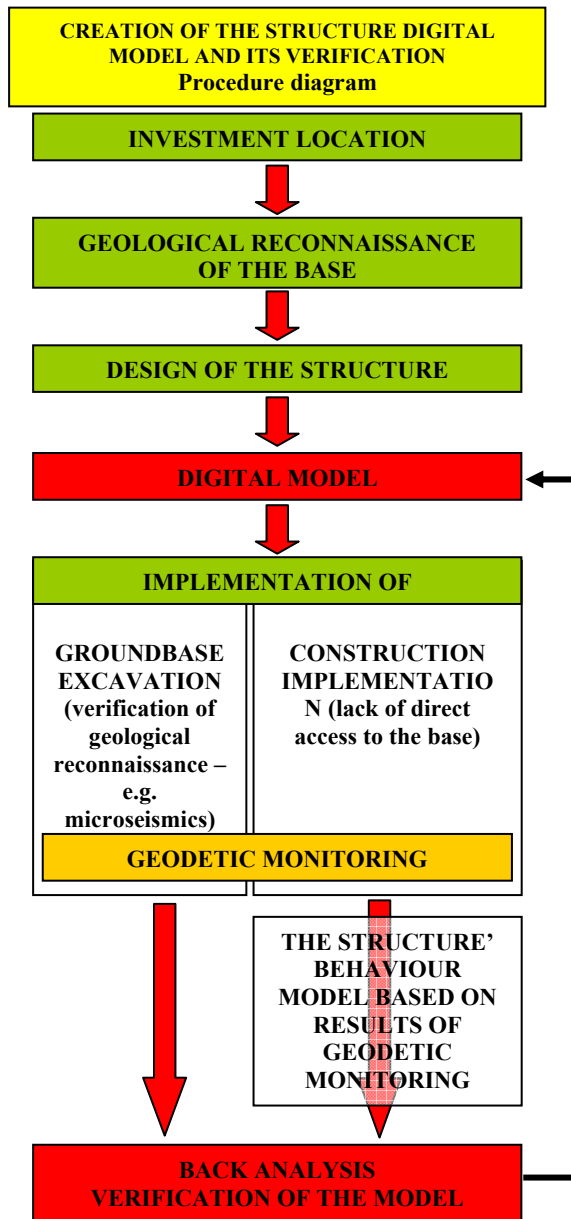 CREATION OF THE STRUCTURE DIGITAL
MODEL AND ITS VERIFICATION
Procedure diagram
INVESTMENT LOCATION
GEOLOGICAL RECONNAISSANCE
OF THE BASE
DESIGN OF THE STRUCTURE
DIGITAL MODEL
IMPLEMENTATION OF
GROUNDBASE
EXCAVATION
(verification of
geological
reconnaissance –
e.g.
microseismics)
CONSTRUCTION
IMPLEMENTATIO
N (lack of direct
access to the base)
GEODETIC MONITORING
THE STRUCTURE’
BEHAVIOUR
MODEL BASED ON
RESULTS OF
GEODETIC
MONITORING
BACK ANALYSIS
VERIFICATION OF THE MODEL